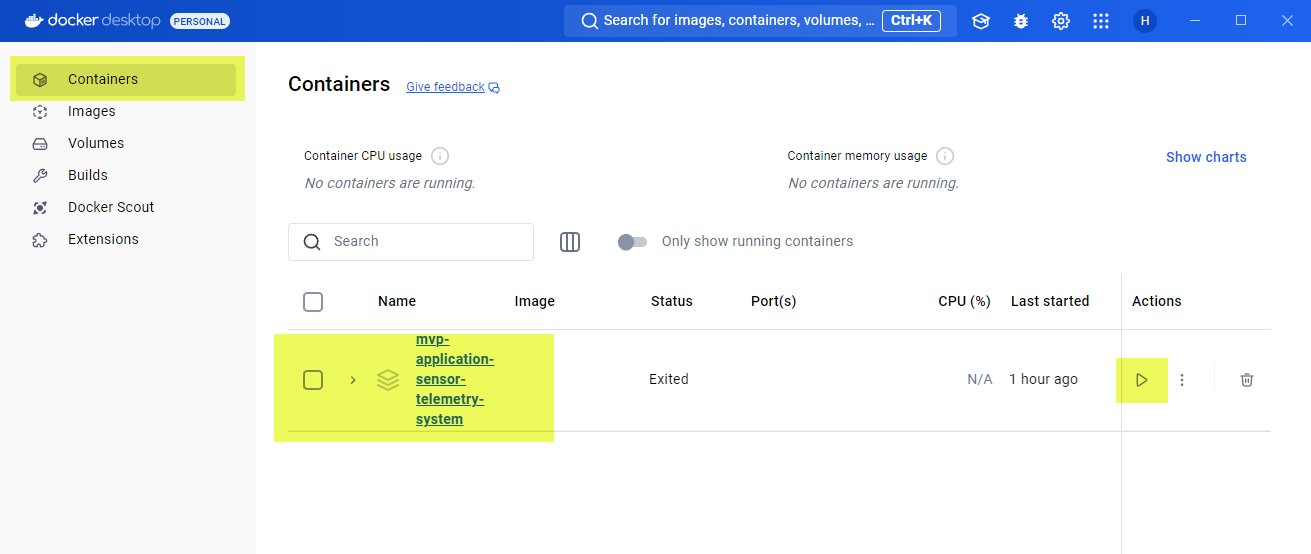 docker desktop PERSONAL
Search for images, containers, volumes, ... Ctrl+K
H
Containers
Images
Volumes
Builds
Docker Scout
Extensions
Containers Give feedback
Container CPU usage
No containers are running.
Container memory usage
No containers are running.
Show charts
Search
Only show running containers
Name Image Status Port(s) CPU (%) Last started Actions
mvp-
application-
sensor-
telemetry-
system
Exited N/A 1 hour ago